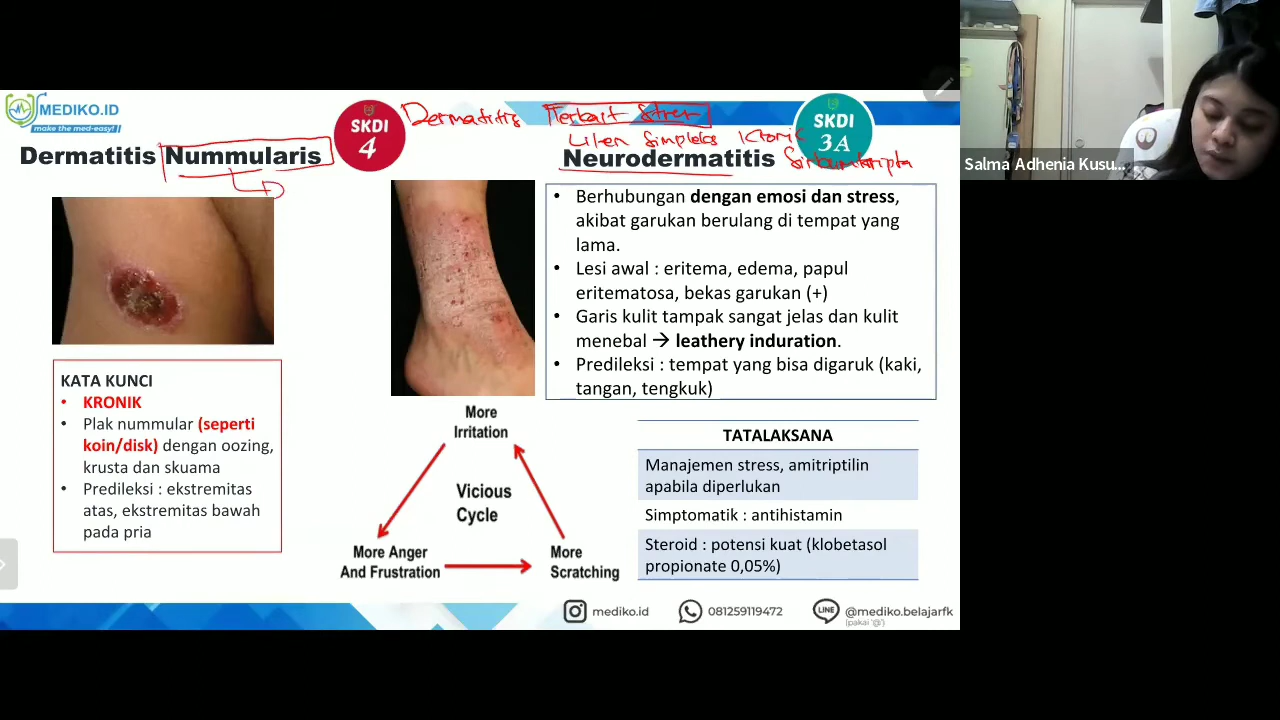 MEDIKO.ID
make the med-easy!
SKDI
4
Dermatitis Terkait Stres
Liken Simpleks Kronik
SKDI
3A
Dermatitis Nummularis
Neurodermatitis
Salma Adhenia Kusu...
KATA KUNCI
• KRONIK
• Plak nummular (seperti
koin/disk) dengan oozing,
krusta dan skuama
• Predileksi : ekstremitas
atas, ekstremitas bawah
pada pria
• Berhubungan dengan emosi dan stress,
akibat garukan berulang di tempat yang
lama.
• Lesi awal : eritema, edema, papul
eritematosa, bekas garukan (+)
• Garis kulit tampak sangat jelas dan kulit
menebal → leathery induration.
• Predileksi : tempat yang bisa digaruk (kaki,
tangan, tengkuk)
More
Irritation
Vicious
Cycle
More Anger
And Frustration
More
Scratching
TATALAKSANA
Manajemen stress, amitriptilin
apabila diperlukan
Simptomatik : antihistamin
Steroid : potensi kuat (klobetasol
propionate 0,05%)
mediko.id
081259119472
LINE
@mediko.belajarfk
(pakai '@')